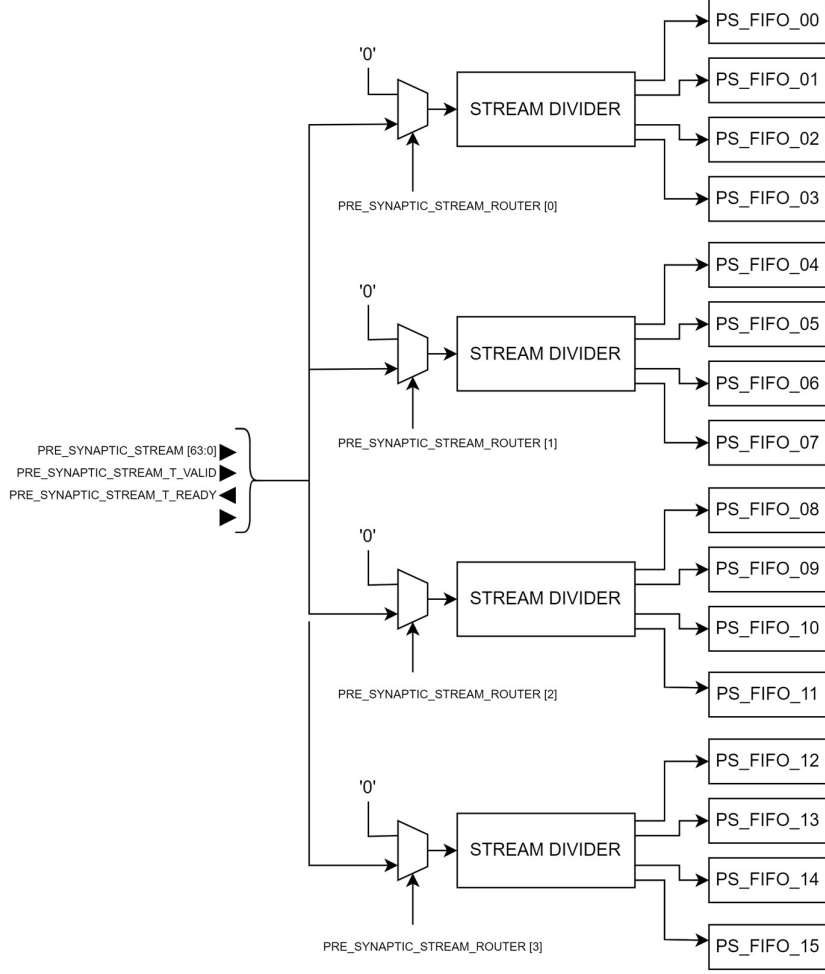 PS_FIFO_00
'0'
PS_FIFO_01
STREAM DIVIDER
PS_FIFO_02
PS_FIFO_03
PRE_SYNAPTIC_STREAM_ROUTER [0]
PS_FIFO_04
'0'
PS_FIFO_05
STREAM DIVIDER
PS_FIFO_06
PRE_SYNAPTIC_STREAM_ROUTER [1]
PS_FIFO_07
PRE_SYNAPTIC_STREAM [63:0]
PRE_SYNAPTIC_STREAM_T_VALID
PRE_SYNAPTIC_STREAM_T_READY
PS_FIFO_08
'0'
PS_FIFO_09
STREAM DIVIDER
PS_FIFO_10
PRE_SYNAPTIC_STREAM_ROUTER [2]
PS_FIFO_11
PS_FIFO_12
'0'
PS_FIFO_13
STREAM DIVIDER
PS_FIFO_14
PRE_SYNAPTIC_STREAM_ROUTER [3]
PS_FIFO_15